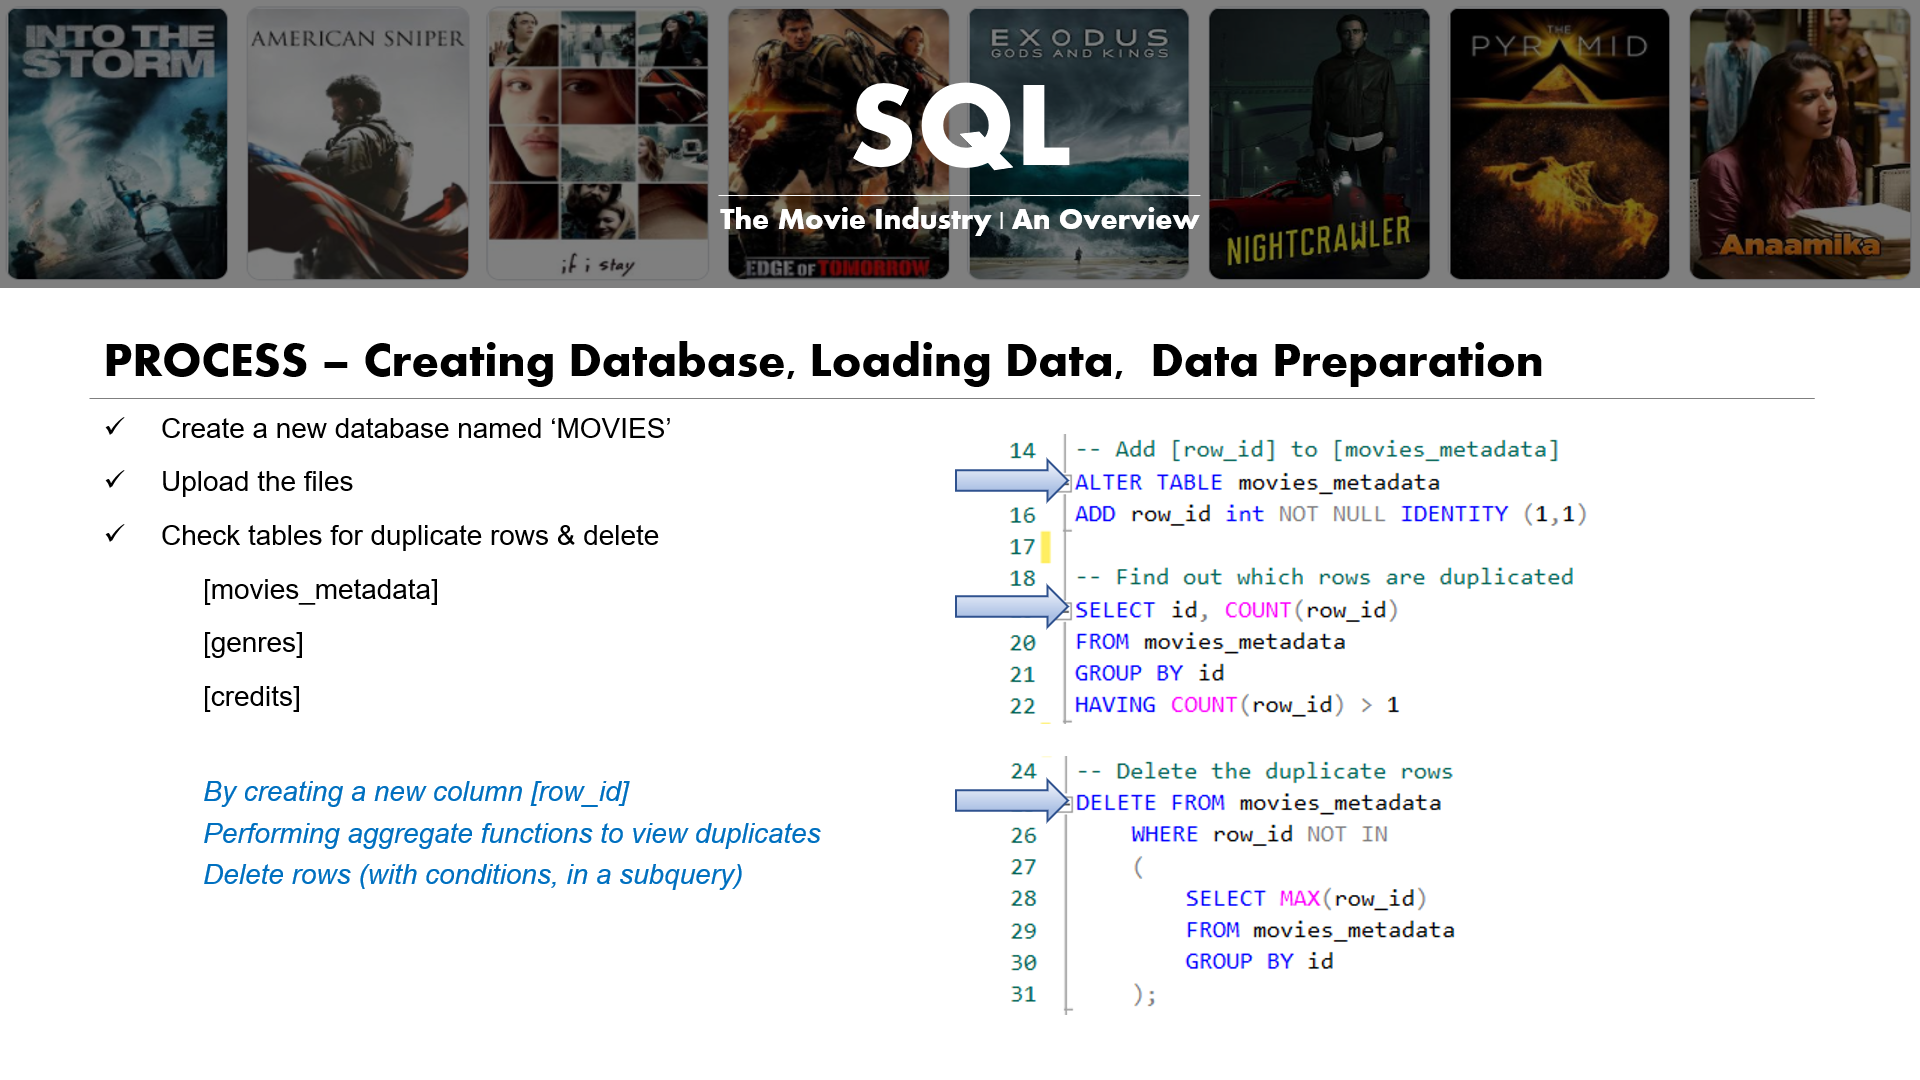 INTO THE
STORM
AMERICAN SNIPER
if i stay
EDGE OF TOMORROW
EXODUS
GODS AND KINGS
NIGHTCRAWLER
THE
PYRAMID
Anaamika
SQL
The Movie Industry | An Overview
PROCESS – Creating Database, Loading Data,  Data Preparation
✓ Create a new database named ‘MOVIES’
✓ Upload the files
✓ Check tables for duplicate rows & delete
[movies_metadata]
[genres]
[credits]
By creating a new column [row_id]
Performing aggregate functions to view duplicates
Delete rows (with conditions, in a subquery)
14 -- Add [row_id] to [movies_metadata]
ALTER TABLE movies_metadata
16 ADD row_id int NOT NULL IDENTITY (1,1)
17
18 -- Find out which rows are duplicated
SELECT id, COUNT(row_id)
20 FROM movies_metadata
21 GROUP BY id
22 HAVING COUNT(row_id) > 1
24 -- Delete the duplicate rows
DELETE FROM movies_metadata
26 WHERE row_id NOT IN
27 (
28 SELECT MAX(row_id)
29 FROM movies_metadata
30 GROUP BY id
31 );